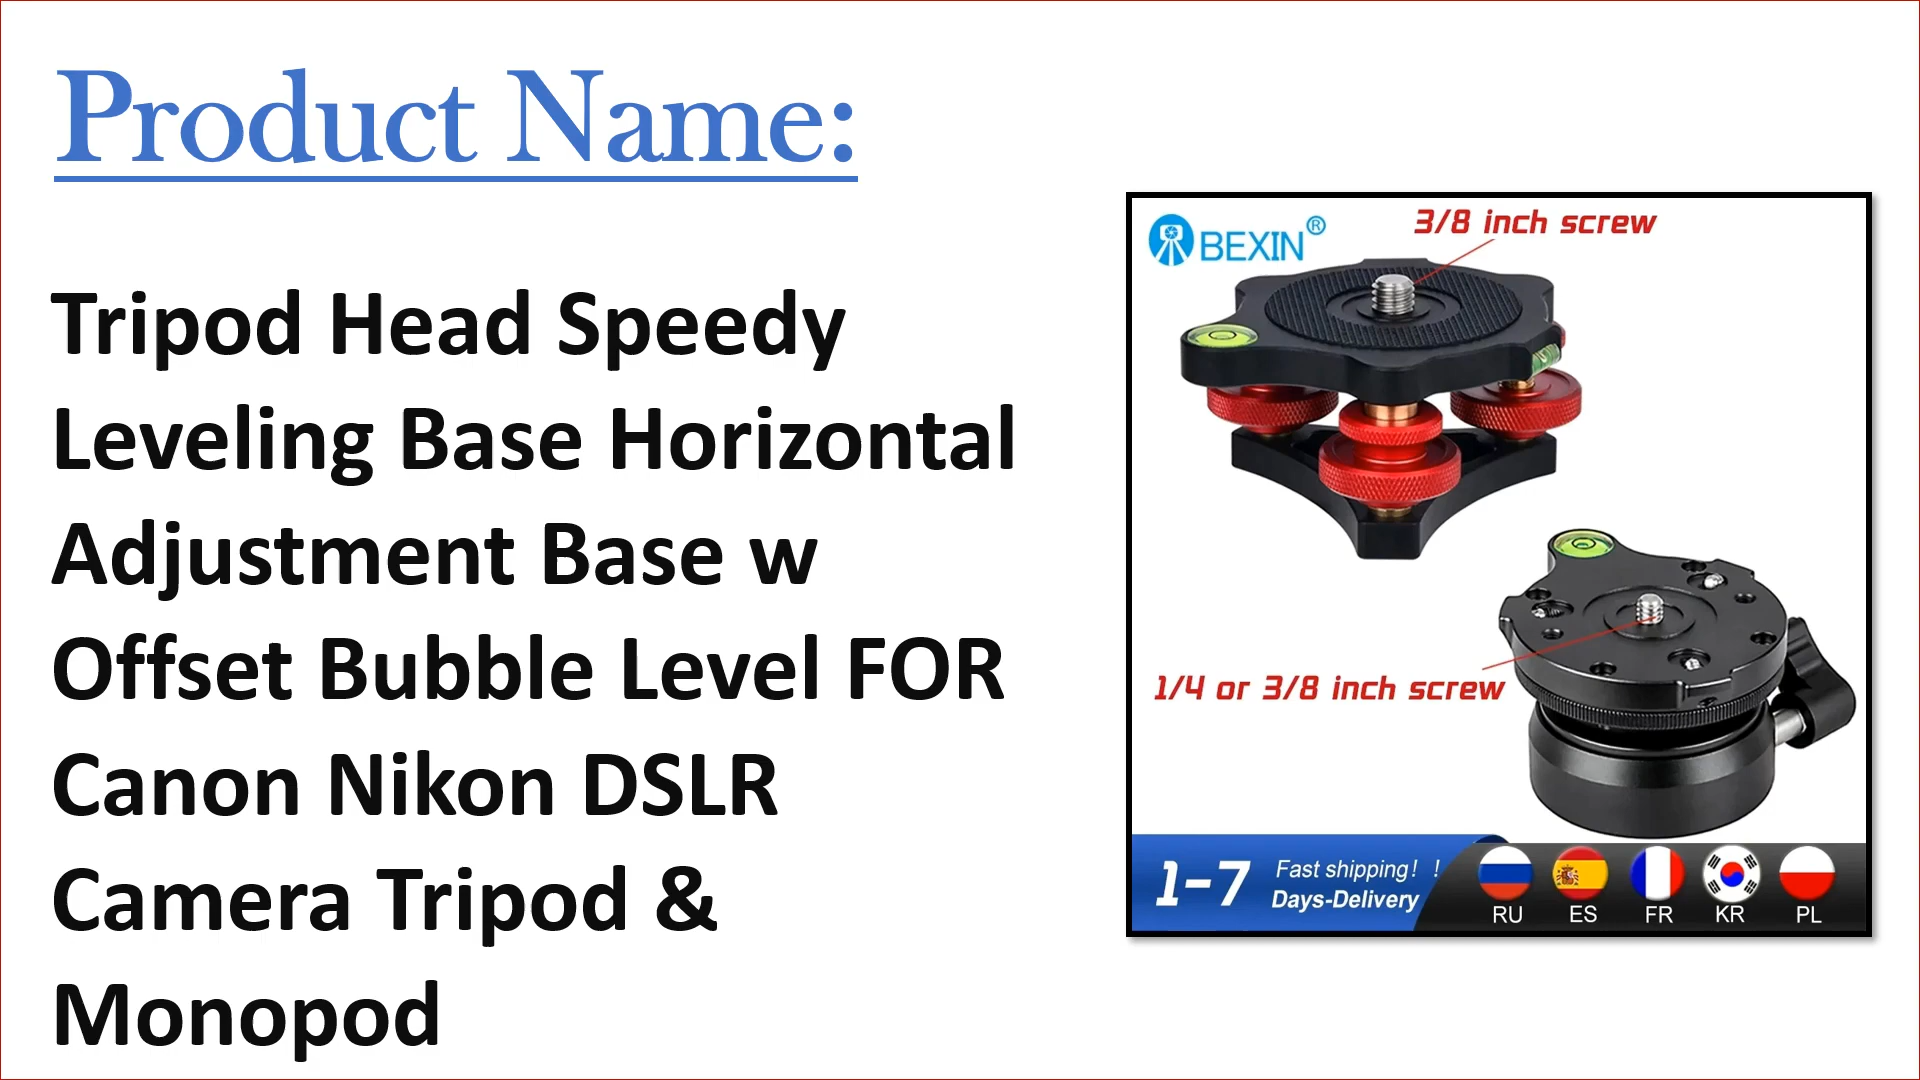 Product Name:
Tripod Head Speedy
Leveling Base Horizontal
Adjustment Base w
Offset Bubble Level FOR
Canon Nikon DSLR
Camera Tripod &
Monopod
BEXIN®
3/8 inch screw
1/4 or 3/8 inch screw
1-7 Fast shipping! !
Days-Delivery
RU ES FR KR PL